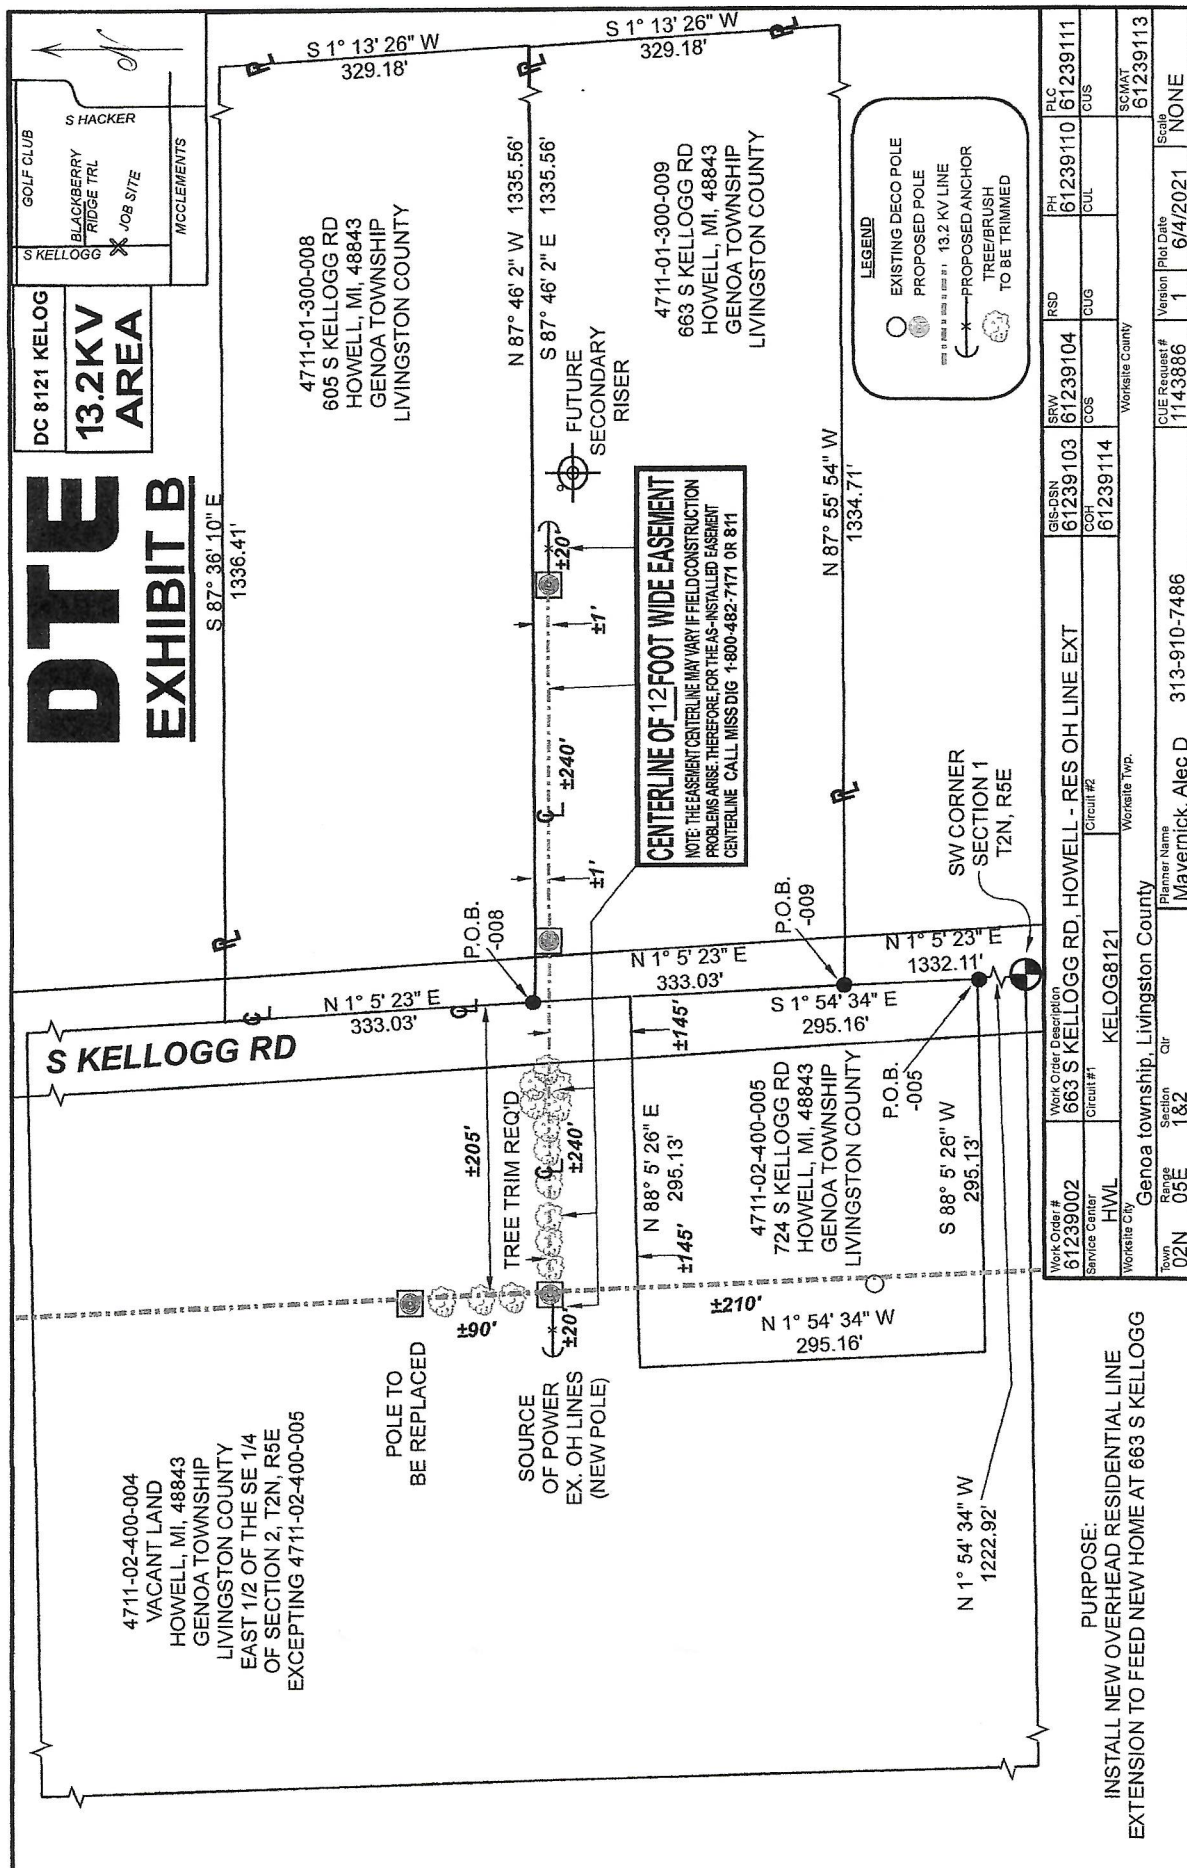 DTE
EXHIBIT B
DC 8121 KELOG
13.2KV
AREA
GOLF CLUB
S HACKER
BLACKBERRY
RIDGE TRL
S KELLOGG
JOB SITE
MCCLEMENTS
N
4711-02-400-004
VACANT LAND
HOWELL, MI, 48843
GENOA TOWNSHIP
LIVINGSTON COUNTY
EAST 1/2 OF THE SE 1/4
OF SECTION 2, T2N, R5E
EXCEPTING 4711-02-400-005
POLE TO
BE REPLACED
±90'
SOURCE
OF POWER
EX. OH LINES
(NEW POLE)
±20'
TREE TRIM REQ'D
±205'
±240'
CL
S KELLOGG RD
CL
N 1° 5' 23" E
333.03'
CL
PL
S 87° 36' 10" E
1336.41'
PL
S 1° 13' 26" W
329.18'
4711-01-300-008
605 S KELLOGG RD
HOWELL, MI, 48843
GENOA TOWNSHIP
LIVINGSTON COUNTY
P.O.B.
-008
N 87° 46' 2" W 1335.56'
S 87° 46' 2" E 1335.56'
PL
±1'
CL
±240'
±1'
±20'
FUTURE
SECONDARY
RISER
CENTERLINE OF 12 FOOT WIDE EASEMENT
NOTE: THE EASEMENT CENTERLINE MAY VARY IF FIELD CONSTRUCTION
PROBLEMS ARISE. THEREFORE, FOR THE AS-INSTALLED EASEMENT
CENTERLINE CALL MISS DIG 1-800-482-7171 OR 811
S 1° 13' 26" W
329.18'
PL
4711-01-300-009
663 S KELLOGG RD
HOWELL, MI, 48843
GENOA TOWNSHIP
LIVINGSTON COUNTY
N 1° 5' 23" E
333.03'
P.O.B.
-009
PL
N 87° 55' 54" W
1334.71'
LEGEND
EXISTING DECO POLE
PROPOSED POLE
13.2 KV LINE
PROPOSED ANCHOR
TREE/BRUSH
TO BE TRIMMED
±145'
N 88° 5' 26" E
295.13'
±145'
4711-02-400-005
724 S KELLOGG RD
HOWELL, MI, 48843
GENOA TOWNSHIP
LIVINGSTON COUNTY
±210'
N 1° 54' 34" W
295.16'
S 1° 54' 34" E
295.16'
P.O.B.
-005
S 88° 5' 26" W
295.13'
N 1° 5' 23" E
1332.11'
SW CORNER
SECTION 1
T2N, R5E
N 1° 54' 34" W
1222.92'
PURPOSE:
INSTALL NEW OVERHEAD RESIDENTIAL LINE
EXTENSION TO FEED NEW HOME AT 663 S KELLOGG
Work Order # Work Order Description GIS-DSN SRW RSD PH PLC
61239002 663 S KELLOGG RD, HOWELL - RES OH LINE EXT 61239103 61239104 61239110 61239111
Service Center Circuit #1 Circuit #2 COH COS CUG CUL CUS
HWL KELOG8121 61239114
Worksite City Worksite Twp. Worksite County SCMAT
Genoa township, Livingston County 61239113
Town Range Section Qtr Planner Name CUE Request # Version Plot Date Scale
02N 05E 1&2 Mavernick, Alec D 313-910-7486 1143886 1 6/4/2021 NONE